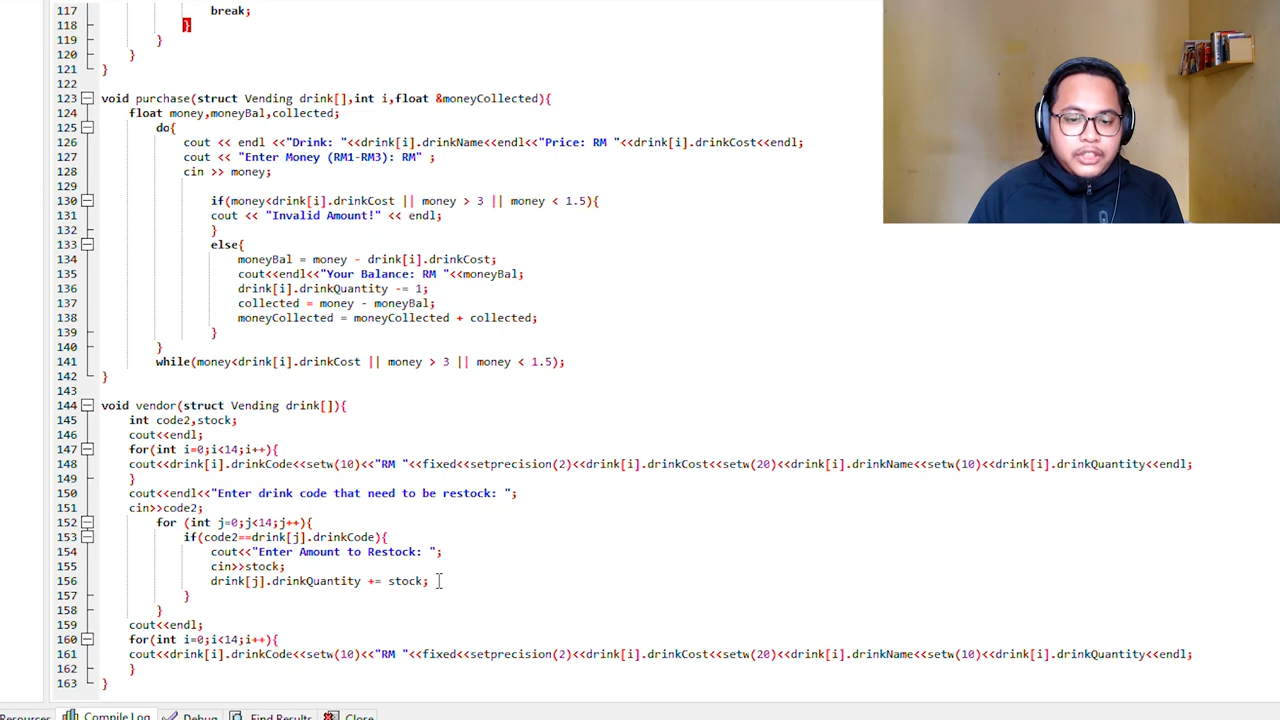 117 break;
118 }
119 }
120 }
121 }
122
123 void purchase(struct Vending drink[],int i,float &moneyCollected){
124 float money,moneyBal,collected;
125 do{
126 cout << endl <<"Drink: "<<drink[i].drinkName<<endl<<"Price: RM "<<drink[i].drinkCost<<endl;
127 cout << "Enter Money (RM1-RM3): RM" ;
128 cin >> money;
129
130 if(money<drink[i].drinkCost || money > 3 || money < 1.5){
131 cout << "Invalid Amount!" << endl;
132 }
133 else{
134 moneyBal = money - drink[i].drinkCost;
135 cout<<endl<<"Your Balance: RM "<<moneyBal;
136 drink[i].drinkQuantity -= 1;
137 collected = money - moneyBal;
138 moneyCollected = moneyCollected + collected;
139 }
140 }
141 while(money<drink[i].drinkCost || money > 3 || money < 1.5);
142 }
143
144 void vendor(struct Vending drink[]){
145 int code2,stock;
146 cout<<endl;
147 for(int i=0;i<14;i++){
148 cout<<drink[i].drinkCode<<setw(10)<<"RM "<<fixed<<setprecision(2)<<drink[i].drinkCost<<setw(20)<<drink[i].drinkName<<setw(10)<<drink[i].drinkQuantity<<endl;
149 }
150 cout<<endl<<"Enter drink code that need to be restock: ";
151 cin>>code2;
152 for (int j=0;j<14;j++){
153 if(code2==drink[j].drinkCode){
154 cout<<"Enter Amount to Restock: ";
155 cin>>stock;
156 drink[j].drinkQuantity += stock;
157 }
158 }
159 cout<<endl;
160 for(int i=0;i<14;i++){
161 cout<<drink[i].drinkCode<<setw(10)<<"RM "<<fixed<<setprecision(2)<<drink[i].drinkCost<<setw(20)<<drink[i].drinkName<<setw(10)<<drink[i].drinkQuantity<<endl;
162 }
163 }
Resources Compile Log Debug Find Results Close